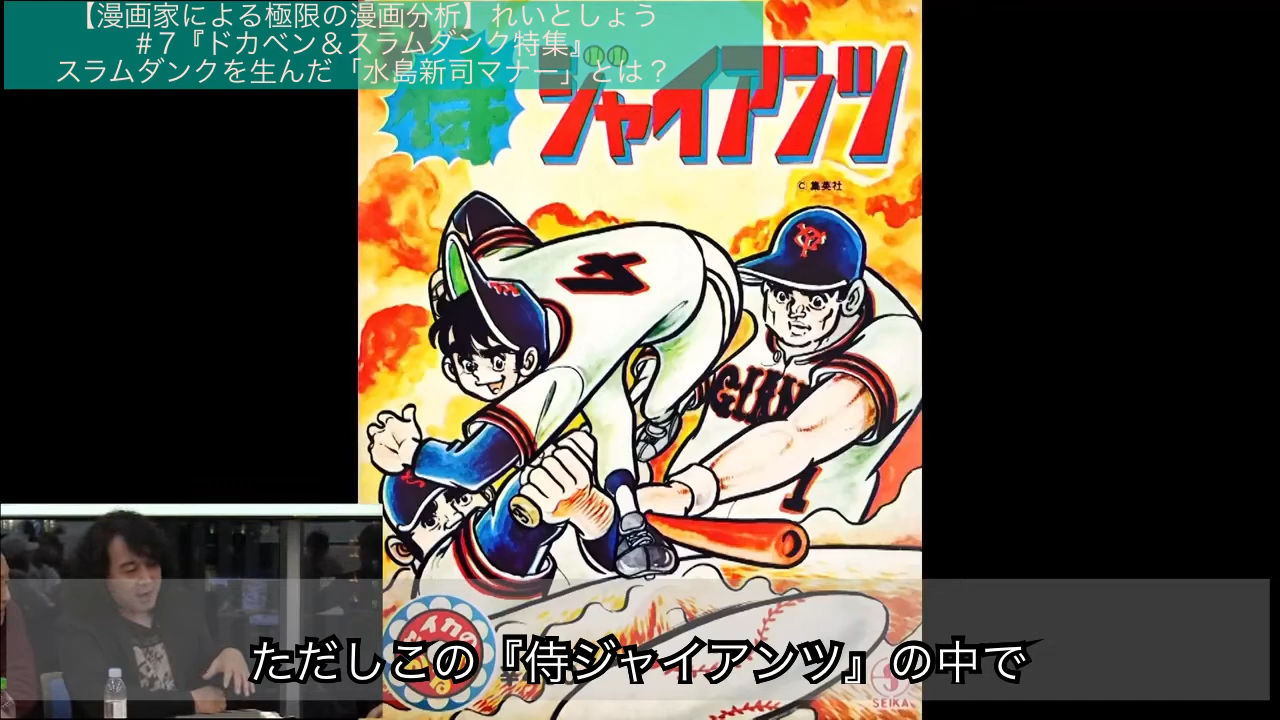 【漫画家による極限の漫画分析】れいとしょう
#7『ドカベン＆スラムダンク特集』
スラムダンクを生んだ「水島新司マナー」とは？
侍ジャイアンツ
© 集英社
GIAN
1
ただしこの『侍ジャイアンツ』の中で
5
SEIKA